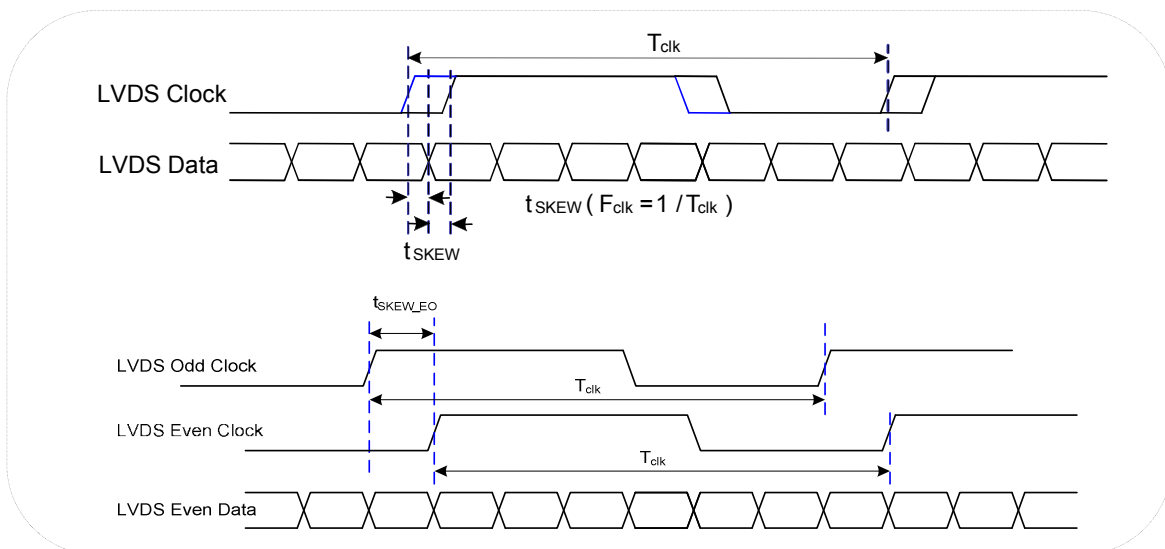 Tclk
LVDS Clock
LVDS Data
tSKEW ( Fclk = 1 / Tclk )
tSKEW
tSKEW_EO
LVDS Odd Clock
Tclk
LVDS Even Clock
Tclk
LVDS Even Data